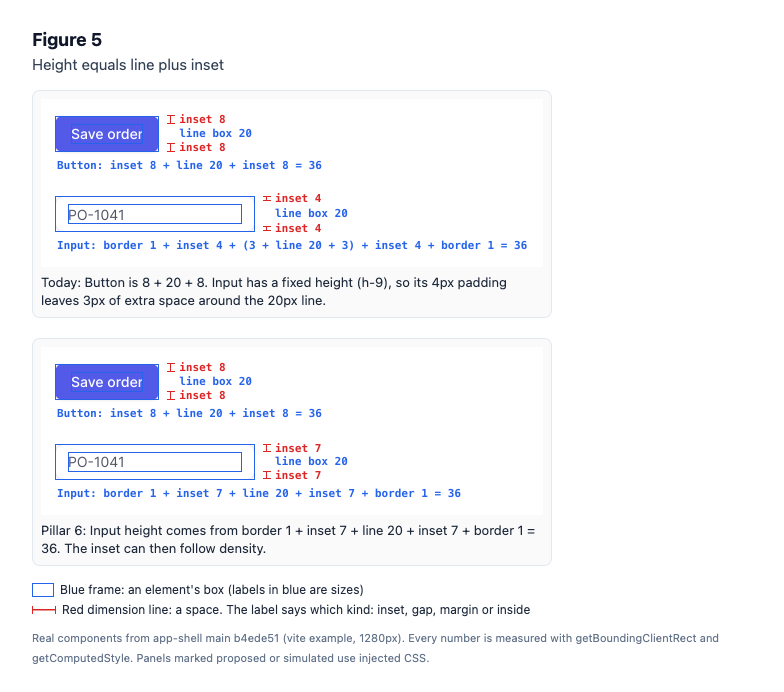 Figure 5
Height equals line plus inset
Save order
inset 8
line box 20
inset 8
Button: inset 8 + line 20 + inset 8 = 36
PO-1041
inset 4
line box 20
inset 4
Input: border 1 + inset 4 + (3 + line 20 + 3) + inset 4 + border 1 = 36
Today: Button is 8 + 20 + 8. Input has a fixed height (h-9), so its 4px padding
leaves 3px of extra space around the 20px line.
Save order
inset 8
line box 20
inset 8
Button: inset 8 + line 20 + inset 8 = 36
PO-1041
inset 7
line box 20
inset 7
Input: border 1 + inset 7 + line 20 + inset 7 + border 1 = 36
Pillar 6: Input height comes from border 1 + inset 7 + line 20 + inset 7 + border 1 =
36. The inset can then follow density.
Blue frame: an element's box (labels in blue are sizes)
Red dimension line: a space. The label says which kind: inset, gap, margin or inside
Real components from app-shell main b4ede51 (vite example, 1280px). Every number is measured with getBoundingClientRect and
getComputedStyle. Panels marked proposed or simulated use injected CSS.